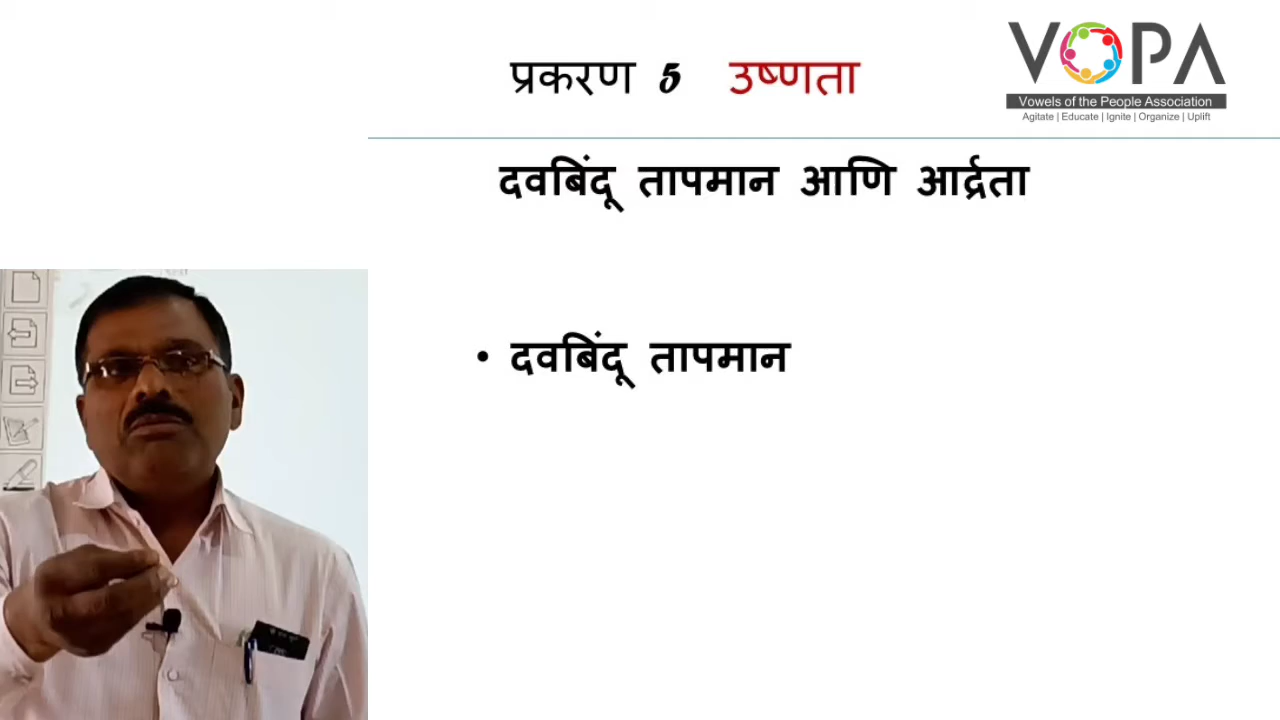 प्रकरण 5 उष्णता
VOPA
Vowels of the People Association
Agitate | Educate | Ignite | Organize | Uplift
दवबिंदू तापमान आणि आर्द्रता
• दवबिंदू तापमान